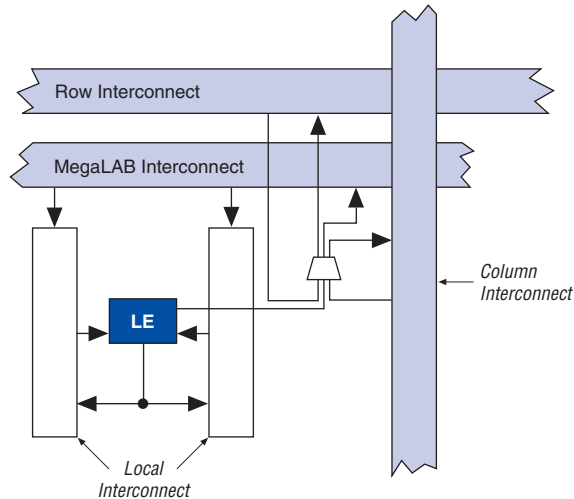 Row Interconnect
MegaLAB Interconnect
Column
Interconnect
LE
Local
Interconnect